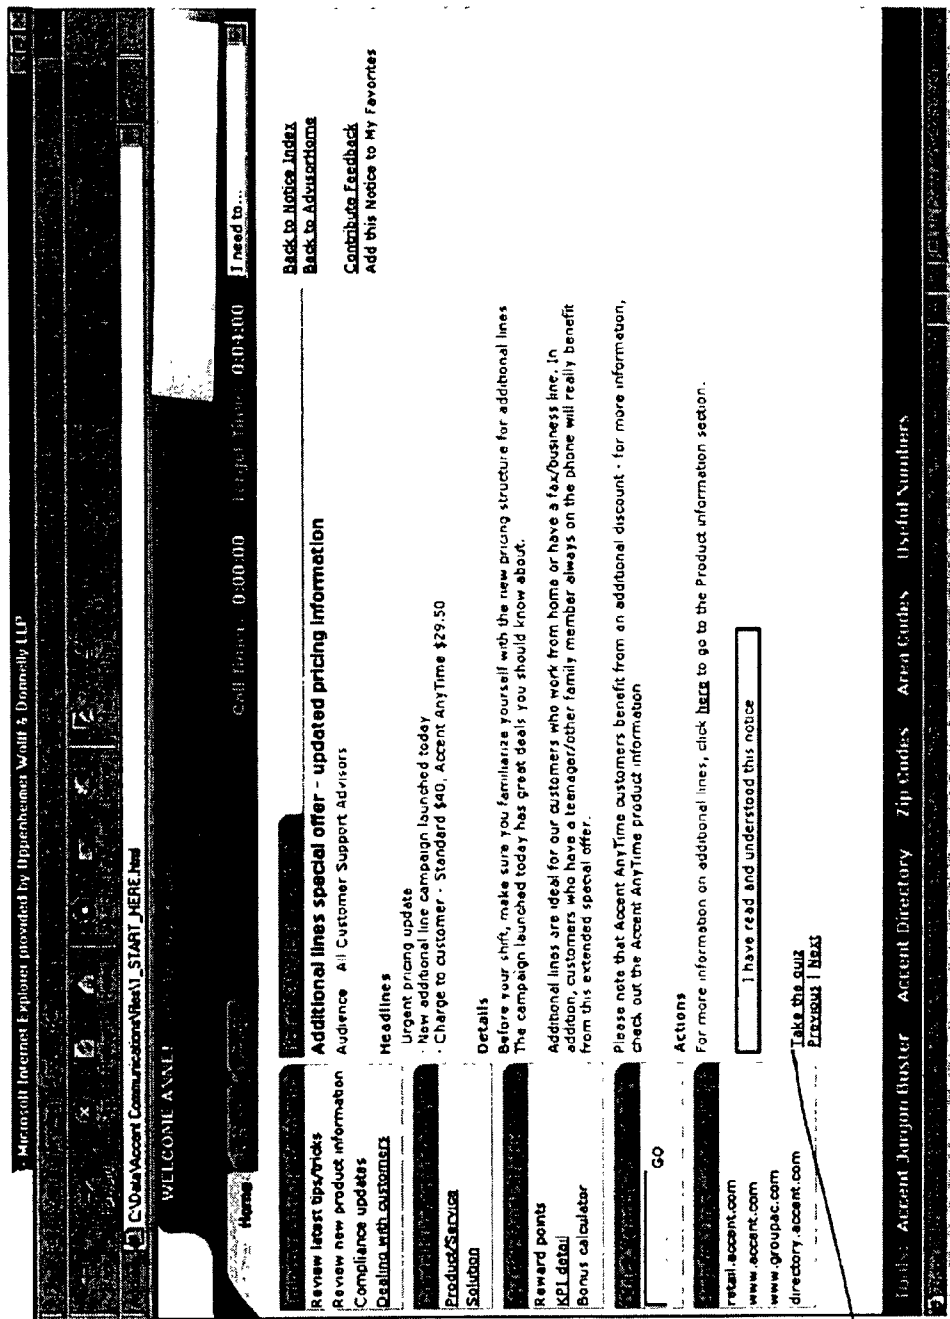 Microsoft Internet Explorer provided by Oppenheimer Wolff & Donnelly LLP
C:\Data\Accent Communications\Files\1_START_HERE.html
WELCOME ANNE!
Home
Call Timer 0:00:00 Target Timer 0:04:00
I need to...
Review latest tips/tricks
Review new product information
Compliance updates
Dealing with customers
Product/Service
Solution
Reward points
KPI detail
Bonus calculator
GO
retail.accent.com
www.accent.com
www.groupac.com
directory.accent.com
Additional lines special offer - updated pricing information
Audience All Customer Support Advisors
Headlines
Urgent pricing update
- New additional line campaign launched today
- Charge to customer - Standard $40, Accent AnyTime $29.50
Details
Before your shift, make sure you familiarize yourself with the new pricing structure for additional lines
The campaign launched today has great deals you should know about.
Additional lines are ideal for our customers who work from home or have a fax/business line. In
addition, customers who have a teenager/other family member always on the phone will really benefit
from this extended special offer.
Please note that Accent AnyTime customers benefit from an additional discount - for more information,
check out the Accent AnyTime product information
Actions
For more information on additional lines, click here to go to the Product information section.
I have read and understood this notice
Take the quiz
Previous | Next
Back to Notice Index
Back to AdvisorHome
Contribute Feedback
Add this Notice to My Favorites
Tools Accent Jargon Buster Accent Directory Zip Codes Area Codes Useful Numbers